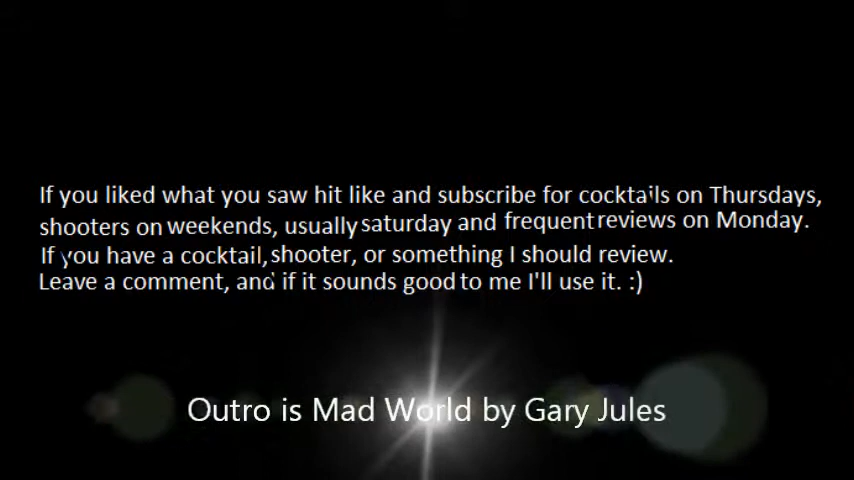 If you liked what you saw hit like and subscribe for cocktails on Thursdays,
shooters on weekends, usually saturday and frequent reviews on Monday.
If you have a cocktail, shooter, or something I should review.
Leave a comment, and if it sounds good to me I'll use it. :)
Outro is Mad World by Gary Jules